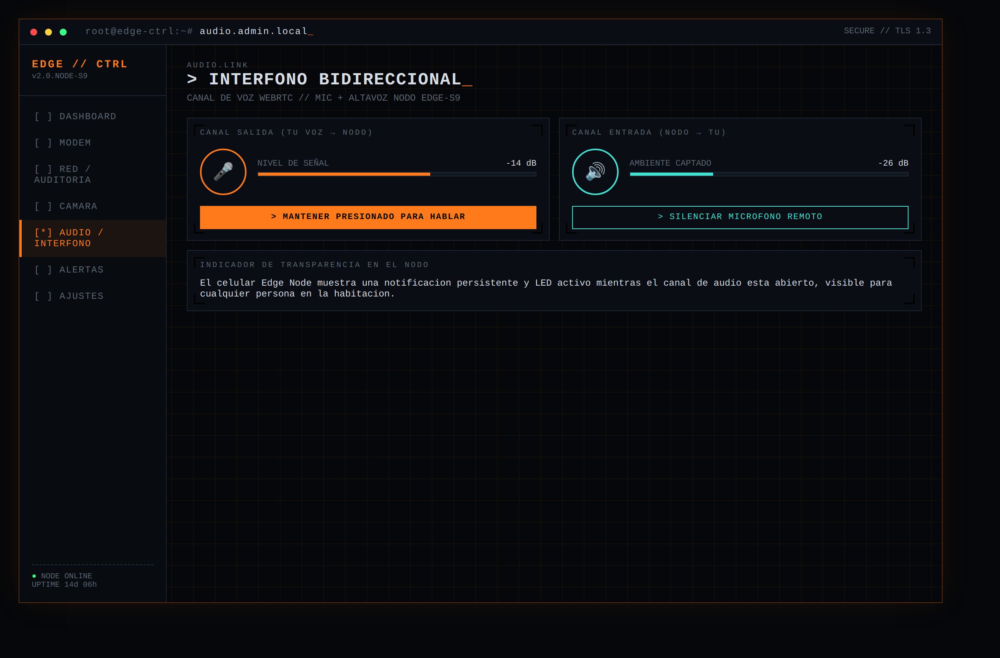 root@edge-ctrl:~# audio.admin.local_
SECURE // TLS 1.3
EDGE // CTRL
v2.0.NODE-S9
[ ] DASHBOARD
[ ] MODEM
[ ] RED /
AUDITORIA
[ ] CAMARA
[*] AUDIO /
INTERFONO
[ ] ALERTAS
[ ] AJUSTES
● NODE ONLINE
UPTIME 14d 06h
AUDIO.LINK
> INTERFONO BIDIRECCIONAL_
CANAL DE VOZ WEBRTC // MIC + ALTAVOZ NODO EDGE-S9
CANAL SALIDA (TU VOZ → NODO)
NIVEL DE SEÑAL -14 dB
> MANTENER PRESIONADO PARA HABLAR
CANAL ENTRADA (NODO → TU)
AMBIENTE CAPTADO -26 dB
> SILENCIAR MICROFONO REMOTO
INDICADOR DE TRANSPARENCIA EN EL NODO
El celular Edge Node muestra una notificacion persistente y LED activo mientras el canal de audio esta abierto, visible para
cualquier persona en la habitacion.